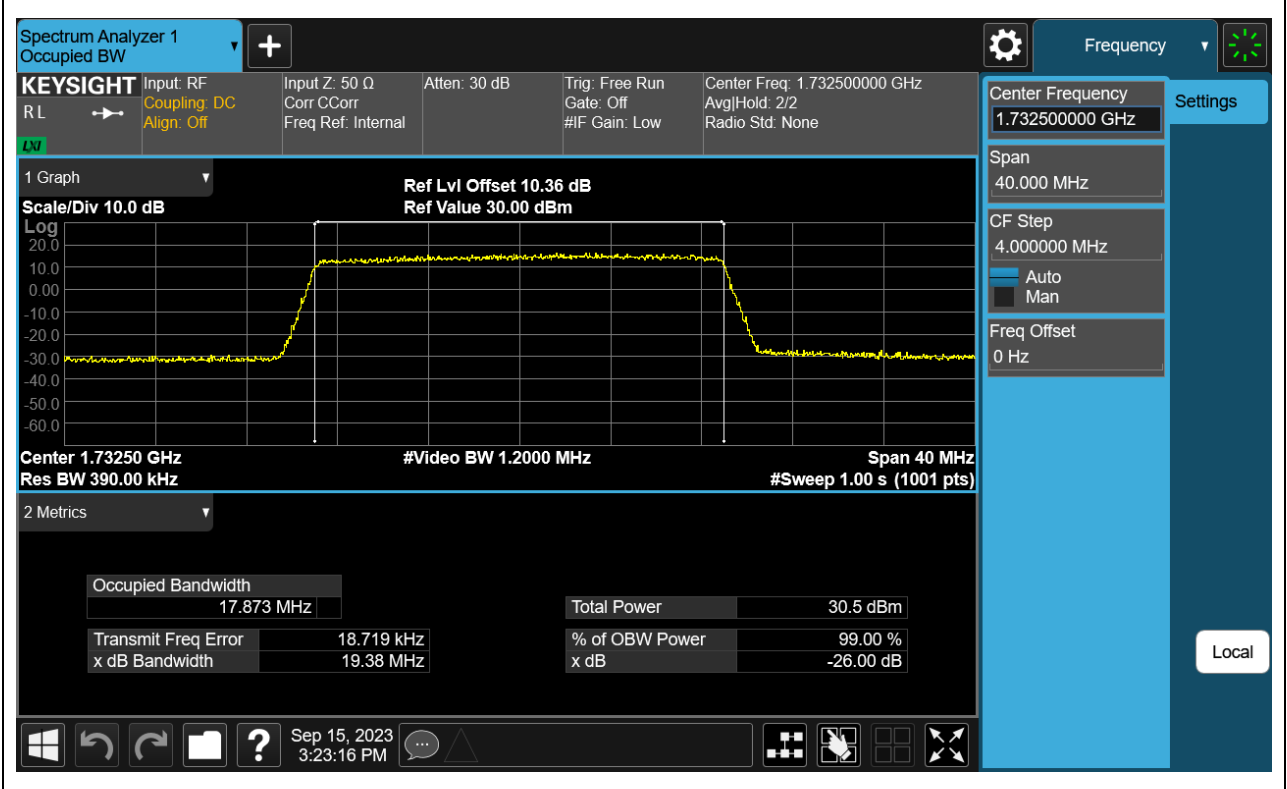 Spectrum Analyzer 1
Occupied BW
▼
+
Frequency
▼
KEYSIGHT
R L
LXI
Input: RF
Coupling: DC
Align: Off
Input Z: 50 Ω
Corr CCorr
Freq Ref: Internal
Atten: 30 dB
Trig: Free Run
Gate: Off
#IF Gain: Low
Center Freq: 1.732500000 GHz
Avg|Hold: 2/2
Radio Std: None
Center Frequency
1.732500000 GHz
Settings
Span
40.000 MHz
CF Step
4.000000 MHz
Auto
Man
Freq Offset
0 Hz
Local
1 Graph
▼
Scale/Div 10.0 dB
Ref Lvl Offset 10.36 dB
Ref Value 30.00 dBm
Log
20.0
10.0
0.00
-10.0
-20.0
-30.0
-40.0
-50.0
-60.0
Center 1.73250 GHz
#Video BW 1.2000 MHz
Span 40 MHz
Res BW 390.00 kHz
#Sweep 1.00 s (1001 pts)
2 Metrics
▼
Occupied Bandwidth
17.873 MHz
Total Power 30.5 dBm
Transmit Freq Error 18.719 kHz
% of OBW Power 99.00 %
x dB Bandwidth 19.38 MHz
x dB -26.00 dB
?
Sep 15, 2023
3:23:16 PM